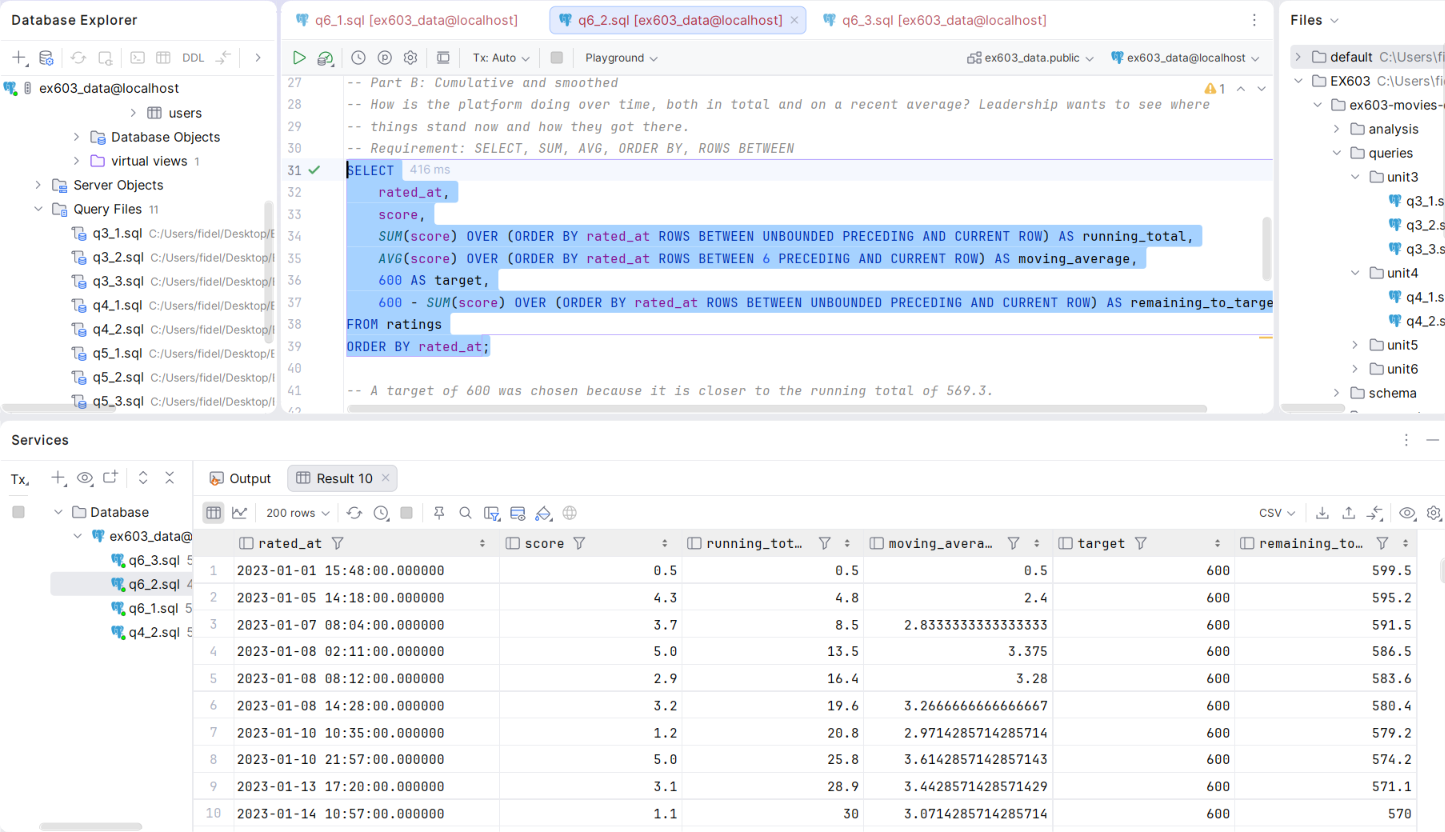 Database Explorer
DDL
ex603_data@localhost
users
Database Objects
virtual views 1
Server Objects
Query Files 11
q3_1.sql C:/Users/fidel/Desktop/E
q3_2.sql C:/Users/fidel/Desktop/E
q3_3.sql C:/Users/fidel/Desktop/
q4_1.sql C:/Users/fidel/Desktop/
q4_2.sql C:/Users/fidel/Desktop/
q5_1.sql C:/Users/fidel/Desktop/E
q5_2.sql C:/Users/fidel/Desktop/
q5_3.sql C:/Users/fidel/Desktop/
q6_1.sql [ex603_data@localhost]
q6_2.sql [ex603_data@localhost]
q6_3.sql [ex603_data@localhost]
Tx: Auto Playground ex603_data.public ex603_data@localhost
1
27 -- Part B: Cumulative and smoothed
28 -- How is the platform doing over time, both in total and on a recent average? Leadership wants to see where
29 -- things stand now and how they got there.
30 -- Requirement: SELECT, SUM, AVG, ORDER BY, ROWS BETWEEN
31 SELECT 416 ms
32 rated_at,
33 score,
34 SUM(score) OVER (ORDER BY rated_at ROWS BETWEEN UNBOUNDED PRECEDING AND CURRENT ROW) AS running_total,
35 AVG(score) OVER (ORDER BY rated_at ROWS BETWEEN 6 PRECEDING AND CURRENT ROW) AS moving_average,
36 600 AS target,
37 600 - SUM(score) OVER (ORDER BY rated_at ROWS BETWEEN UNBOUNDED PRECEDING AND CURRENT ROW) AS remaining_to_targe
38 FROM ratings
39 ORDER BY rated_at;
40
41 -- A target of 600 was chosen because it is closer to the running total of 569.3.
42
Files
default C:\Users\fi
EX603 C:\Users\fi
ex603-movies-
analysis
queries
unit3
q3_1.s
q3_2.s
q3_3.s
unit4
q4_1.s
q4_2.s
unit5
unit6
schema
Services
Tx
Database
ex603_data@
q6_3.sql 5
q6_2.sql 4
q6_1.sql 5
q4_2.sql 5
Output
Result 10
200 rows
CSV
rated_at score running_tot... moving_avera... target remaining_to...
1 2023-01-01 15:48:00.000000 0.5 0.5 0.5 600 599.5
2 2023-01-05 14:18:00.000000 4.3 4.8 2.4 600 595.2
3 2023-01-07 08:04:00.000000 3.7 8.5 2.8333333333333333 600 591.5
4 2023-01-08 02:11:00.000000 5.0 13.5 3.375 600 586.5
5 2023-01-08 08:12:00.000000 2.9 16.4 3.28 600 583.6
6 2023-01-08 14:28:00.000000 3.2 19.6 3.2666666666666667 600 580.4
7 2023-01-10 10:35:00.000000 1.2 20.8 2.9714285714285714 600 579.2
8 2023-01-10 21:57:00.000000 5.0 25.8 3.6142857142857143 600 574.2
9 2023-01-13 17:20:00.000000 3.1 28.9 3.4428571428571429 600 571.1
10 2023-01-14 10:57:00.000000 1.1 30 3.0714285714285714 600 570